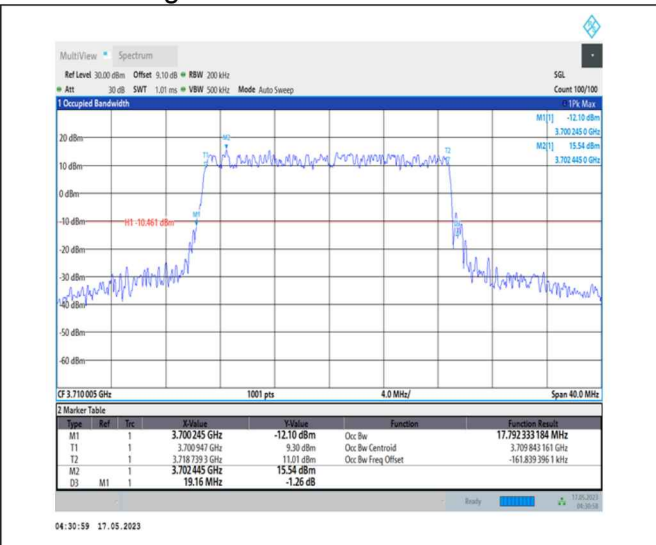 MultiView Spectrum
Ref Level 30.00 dBm Offset 9.10 dB RBW 200 kHz SGL
Att 30 dB SWT 1.01 ms VBW 500 kHz Mode Auto Sweep Count 100/100
1 Occupied Bandwidth 1Pk Max
M1[1] -12.10 dBm
3.700 245 0 GHz
M2[1] 15.54 dBm
3.702 445 0 GHz
20 dBm
M2
T2
10 dBm
0 dBm
M1
-10 dBm
H1 -10.461 dBm
-20 dBm
-30 dBm
-40 dBm
-50 dBm
-60 dBm
CF 3.710 005 GHz 1001 pts 4.0 MHz/ Span 40.0 MHz
2 Marker Table
Type Ref Trc X-Value Y-Value Function Function Result
M1 1 3.700 245 GHz -12.10 dBm Occ Bw 17.792 333 184 MHz
T1 1 3.700 947 GHz 9.30 dBm Occ Bw Centroid 3.709 843 161 GHz
T2 1 3.718 739 3 GHz 11.01 dBm Occ Bw Freq Offset -161.839 396 1 kHz
M2 1 3.702 445 GHz 15.54 dBm
D3 M1 1 19.16 MHz -1.26 dB
Ready 17.05.2023
04:30:58
04:30:59 17.05.2023